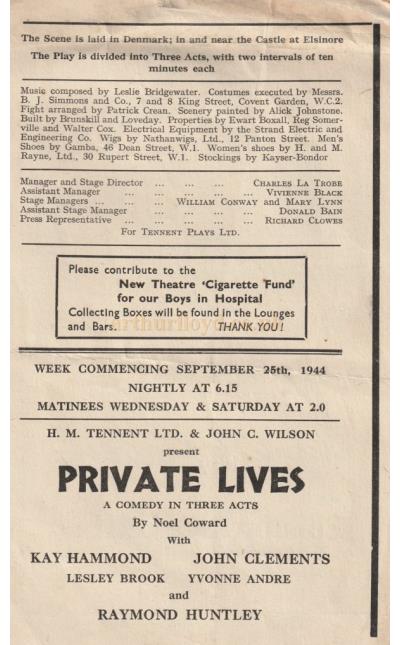 The Scene is laid in Denmark; in and near the Castle at Elsinore
The Play is divided into Three Acts, with two intervals of ten
minutes each
Music composed by Leslie Bridgewater. Costumes executed by Messrs.
B. J. Simmons and Co., 7 and 8 King Street, Covent Garden, W.C.2.
Fight arranged by Patrick Crean. Scenery painted by Alick Johnstone.
Built by Brunskill and Loveday. Properties by Ewart Boxall, Reg Somer-
ville and Walter Cox. Electrical Equipment by the Strand Electric and
Engineering Co. Wigs by Nathanwigs, Ltd., 12 Panton Street. Men's
Shoes by Gamba, 46 Dean Street, W.1. Women's shoes by H. and M.
Rayne, Ltd., 30 Rupert Street, W.1. Stockings by Kayser-Bondor
Manager and Stage Director ... ... ... Charles La Trobe
Assistant Manager ... ... ... ... Vivienne Black
Stage Managers ... ... ... William Conway and Mary Lynn
Assistant Stage Manager ... ... ... Donald Bain
Press Representative ... ... ... ... ... Richard Clowes
For Tennent Plays Ltd.
Please contribute to the
New Theatre 'Cigarette Fund'
for our Boys in Hospital
Collecting Boxes will be found in the Lounges
and Bars. THANK YOU!
WEEK COMMENCING SEPTEMBER 25th, 1944
NIGHTLY AT 6.15
MATINEES WEDNESDAY & SATURDAY AT 2.0
H. M. TENNENT LTD. & JOHN C. WILSON
present
PRIVATE LIVES
A COMEDY IN THREE ACTS
By Noel Coward
With
KAY HAMMOND JOHN CLEMENTS
LESLEY BROOK YVONNE ANDRE
and
RAYMOND HUNTLEY